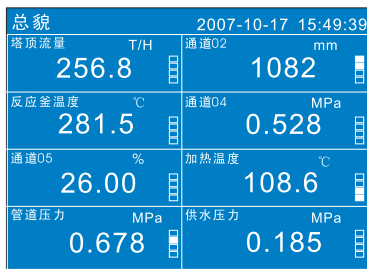 总貌 2007-10-17 15:49:39
塔顶流量 T/H 通道02 mm
256.8 1082
反应釜温度 ℃ 通道04 MPa
281.5 0.528
通道05 % 加热温度 ℃
26.00 108.6
管道压力 MPa 供水压力 MPa
0.678 0.185